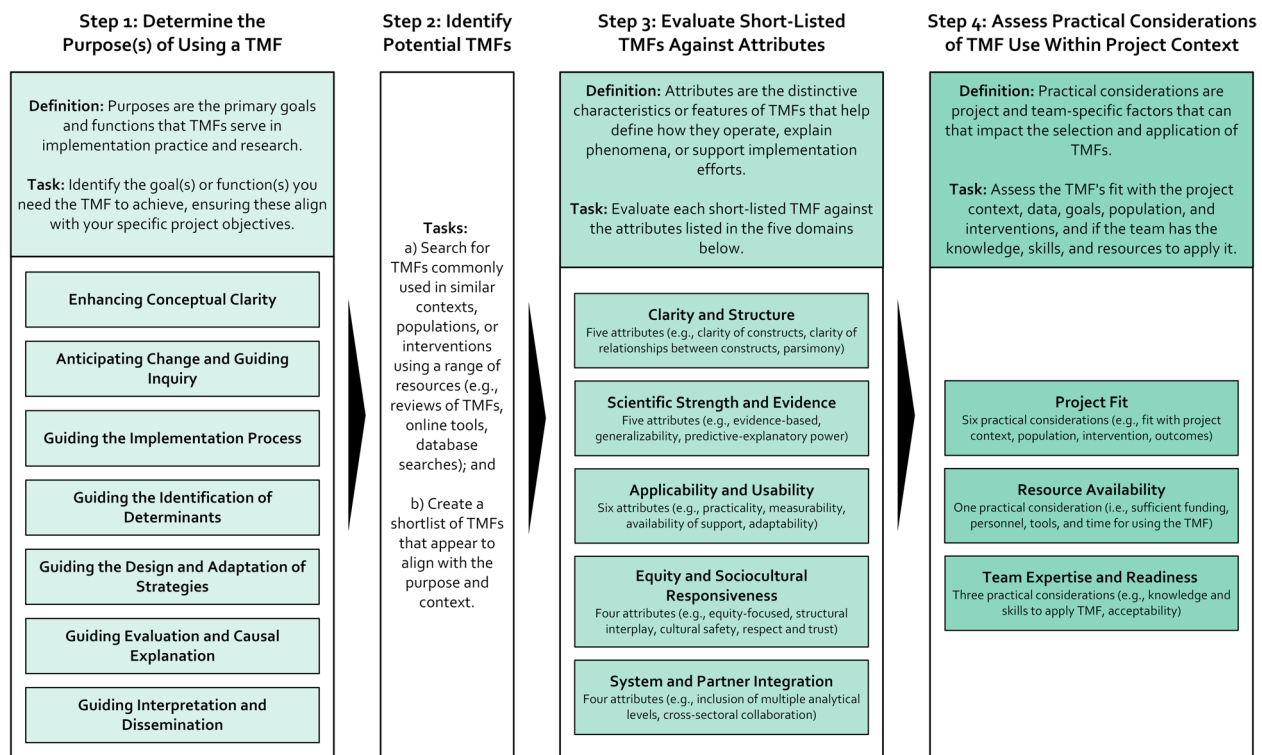 Step 1: Determine the
Purpose(s) of Using a TMF
Definition: Purposes are the primary goals
and functions that TMFs serve in
implementation practice and research.
Task: Identify the goal(s) or function(s) you
need the TMF to achieve, ensuring these align
with your specific project objectives.
Enhancing Conceptual Clarity
Anticipating Change and Guiding
Inquiry
Guiding the Implementation Process
Guiding the Identification of
Determinants
Guiding the Design and Adaptation of
Strategies
Guiding Evaluation and Causal
Explanation
Guiding Interpretation and
Dissemination
Step 2: Identify
Potential TMFs
Tasks:
a) Search for
TMFs commonly
used in similar
contexts,
populations, or
interventions
using a range of
resources (e.g.,
reviews of TMFs,
online tools,
database
searches); and
b) Create a
shortlist of TMFs
that appear to
align with the
purpose and
context.
Step 3: Evaluate Short-Listed
TMFs Against Attributes
Definition: Attributes are the distinctive
characteristics or features of TMFs that help
define how they operate, explain
phenomena, or support implementation
efforts.
Task: Evaluate each short-listed TMF against
the attributes listed in the five domains
below.
Clarity and Structure
Five attributes (e.g., clarity of constructs, clarity of
relationships between constructs, parsimony)
Scientific Strength and Evidence
Five attributes (e.g., evidence-based,
generalizability, predictive-explanatory power)
Applicability and Usability
Six attributes (e.g., practicality, measurability,
availability of support, adaptability)
Equity and Sociocultural
Responsiveness
Four attributes (e.g., equity-focused, structural
interplay, cultural safety, respect and trust)
System and Partner Integration
Four attributes (e.g., inclusion of multiple analytical
levels, cross-sectoral collaboration)
Step 4: Assess Practical Considerations
of TMF Use Within Project Context
Definition: Practical considerations are
project and team-specific factors that can
that impact the selection and application of
TMFs.
Task: Assess the TMF's fit with the project
context, data, goals, population, and
interventions, and if the team has the
knowledge, skills, and resources to apply it.
Project Fit
Six practical considerations (e.g., fit with project
context, population, intervention, outcomes)
Resource Availability
One practical consideration (i.e., sufficient funding,
personnel, tools, and time for using the TMF)
Team Expertise and Readiness
Three practical considerations (e.g., knowledge and
skills to apply TMF, acceptability)